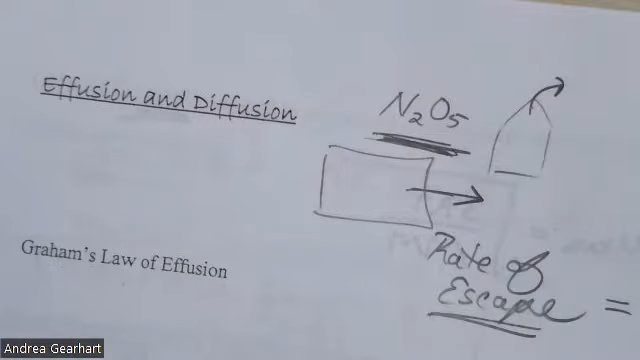 Effusion and Diffusion
N₂O₅
Graham's Law of Effusion
Rate of
Escape =
Andrea Gearhart